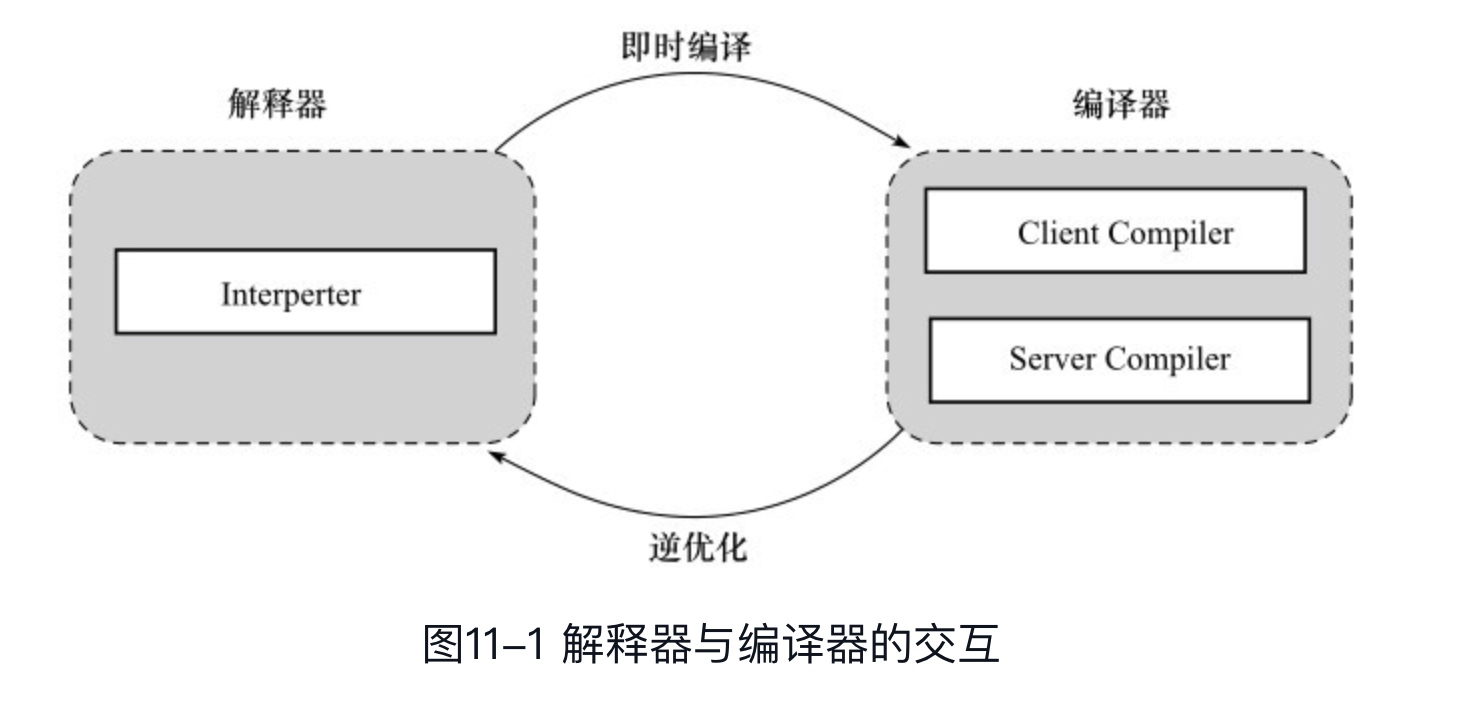 即时编译
解释器
编译器
Client Compiler
Interperter
Server Compiler
逆优化
图11–1 解释器与编译器的交互